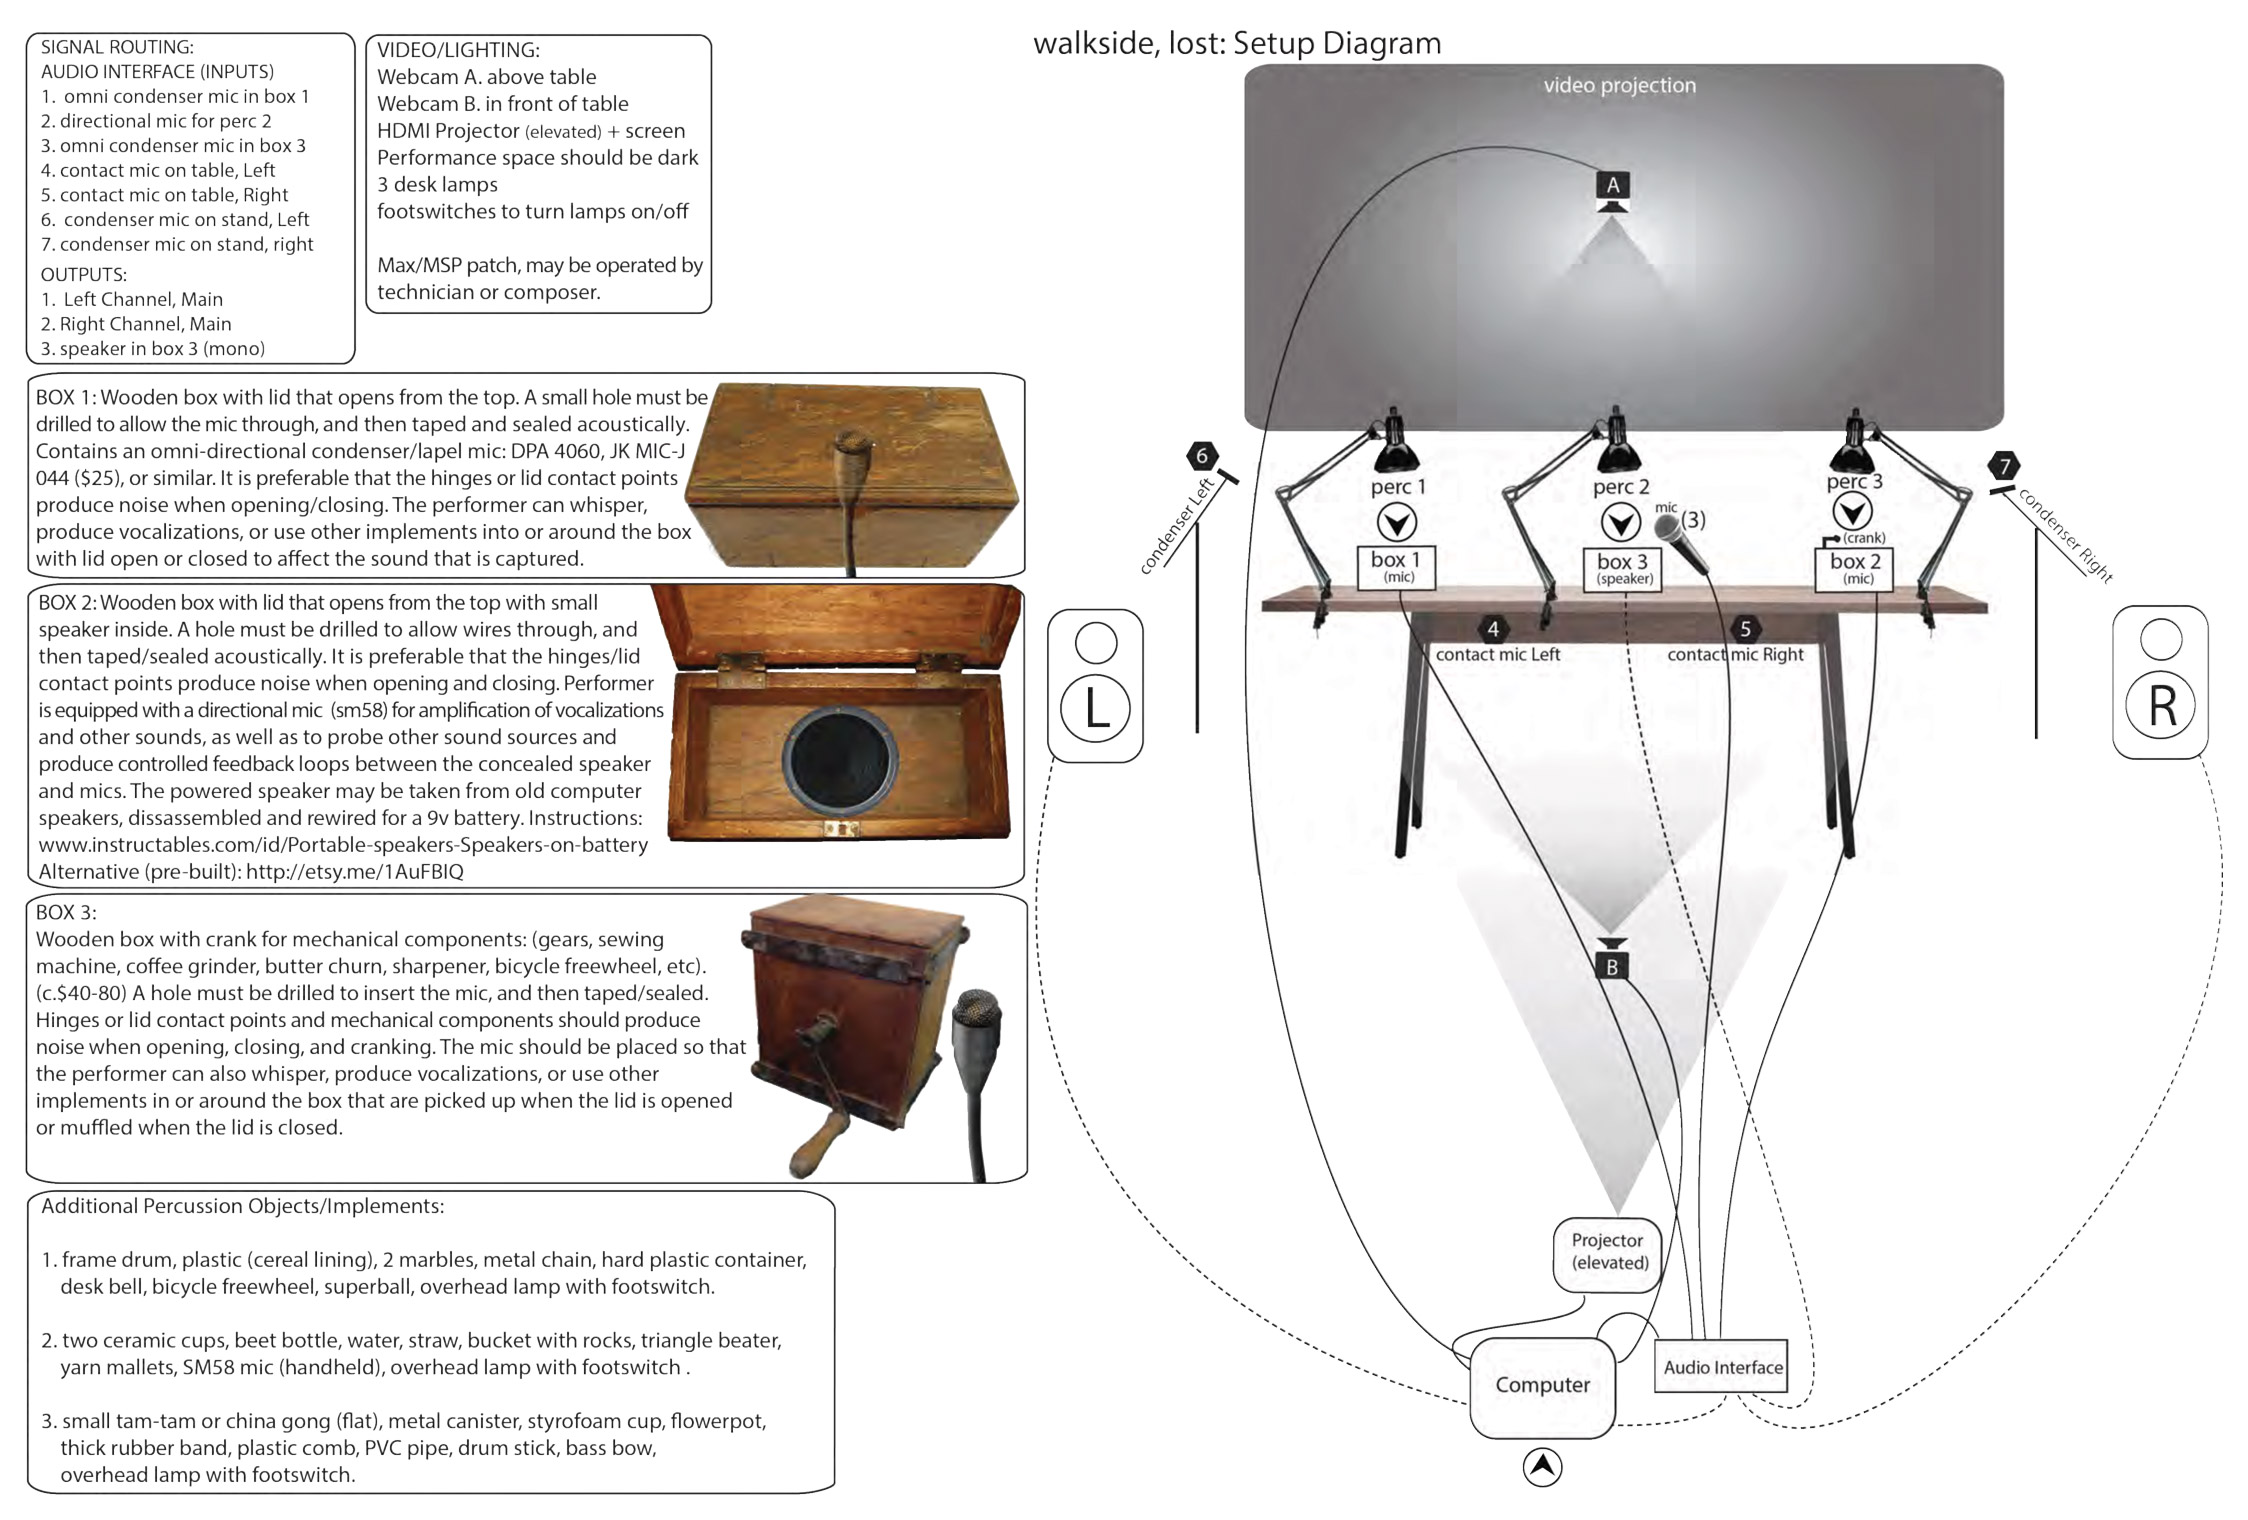 walkside, lost: Setup Diagram
SIGNAL ROUTING:
AUDIO INTERFACE (INPUTS)
1. omni condenser mic in box 1
2. directional mic for perc 2
3. omni condenser mic in box 3
4. contact mic on table, Left
5. contact mic on table, Right
6. condenser mic on stand, Left
7. condenser mic on stand, right
OUTPUTS:
1. Left Channel, Main
2. Right Channel, Main
3. speaker in box 3 (mono)
VIDEO/LIGHTING:
Webcam A. above table
Webcam B. in front of table
HDMI Projector (elevated) + screen
Performance space should be dark
3 desk lamps
footswitches to turn lamps on/off
Max/MSP patch, may be operated by
technician or composer.
BOX 1: Wooden box with lid that opens from the top. A small hole must be
drilled to allow the mic through, and then taped and sealed acoustically.
Contains an omni-directional condenser/lapel mic: DPA 4060, JK MIC-J
044 ($25), or similar. It is preferable that the hinges or lid contact points
produce noise when opening/closing. The performer can whisper,
produce vocalizations, or use other implements into or around the box
with lid open or closed to affect the sound that is captured.
BOX 2: Wooden box with lid that opens from the top with small
speaker inside. A hole must be drilled to allow wires through, and
then taped/sealed acoustically. It is preferable that the hinges/lid
contact points produce noise when opening and closing. Performer
is equipped with a directional mic (sm58) for amplification of vocalizations
and other sounds, as well as to probe other sound sources and
produce controlled feedback loops between the concealed speaker
and mics. The powered speaker may be taken from old computer
speakers, dissassembled and rewired for a 9v battery. Instructions:
www.instructables.com/id/Portable-speakers-Speakers-on-battery
Alternative (pre-built): http://etsy.me/1AuFBIQ
BOX 3:
Wooden box with crank for mechanical components: (gears, sewing
machine, coffee grinder, butter churn, sharpener, bicycle freewheel, etc).
(c.$40-80) A hole must be drilled to insert the mic, and then taped/sealed.
Hinges or lid contact points and mechanical components should produce
noise when opening, closing, and cranking. The mic should be placed so that
the performer can also whisper, produce vocalizations, or use other
implements in or around the box that are picked up when the lid is opened
or muffled when the lid is closed.
Additional Percussion Objects/Implements:
1. frame drum, plastic (cereal lining), 2 marbles, metal chain, hard plastic container,
desk bell, bicycle freewheel, superball, overhead lamp with footswitch.
2. two ceramic cups, beet bottle, water, straw, bucket with rocks, triangle beater,
yarn mallets, SM58 mic (handheld), overhead lamp with footswitch .
3. small tam-tam or china gong (flat), metal canister, styrofoam cup, flowerpot,
thick rubber band, plastic comb, PVC pipe, drum stick, bass bow,
overhead lamp with footswitch.
video projection
A
6
condenser Left
7
condenser Right
perc 1
perc 2
perc 3
mic
(3)
(crank)
box 1
(mic)
box 3
(speaker)
box 2
(mic)
4
contact mic Left
5
contact mic Right
L
R
B
Projector
(elevated)
Computer
Audio Interface